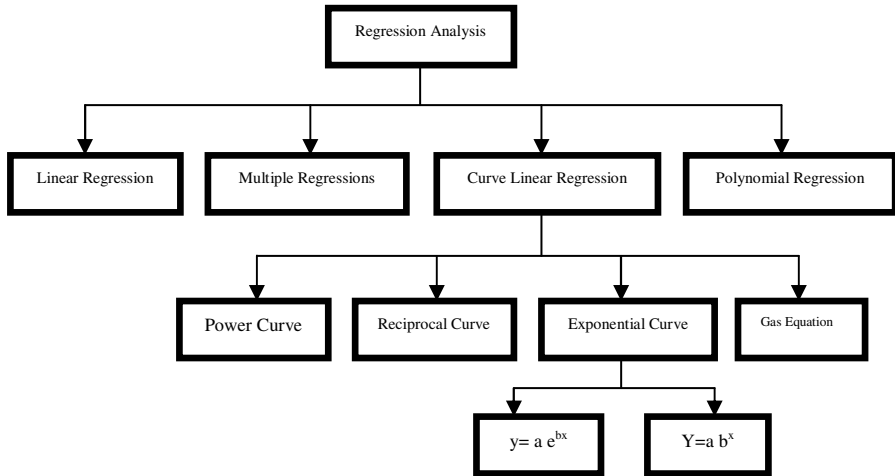 Regression Analysis
Linear Regression
Multiple Regressions
Curve Linear Regression
Polynomial Regression
Power Curve
Reciprocal Curve
Exponential Curve
Gas Equation
y= a e^bx
Y=a b^x